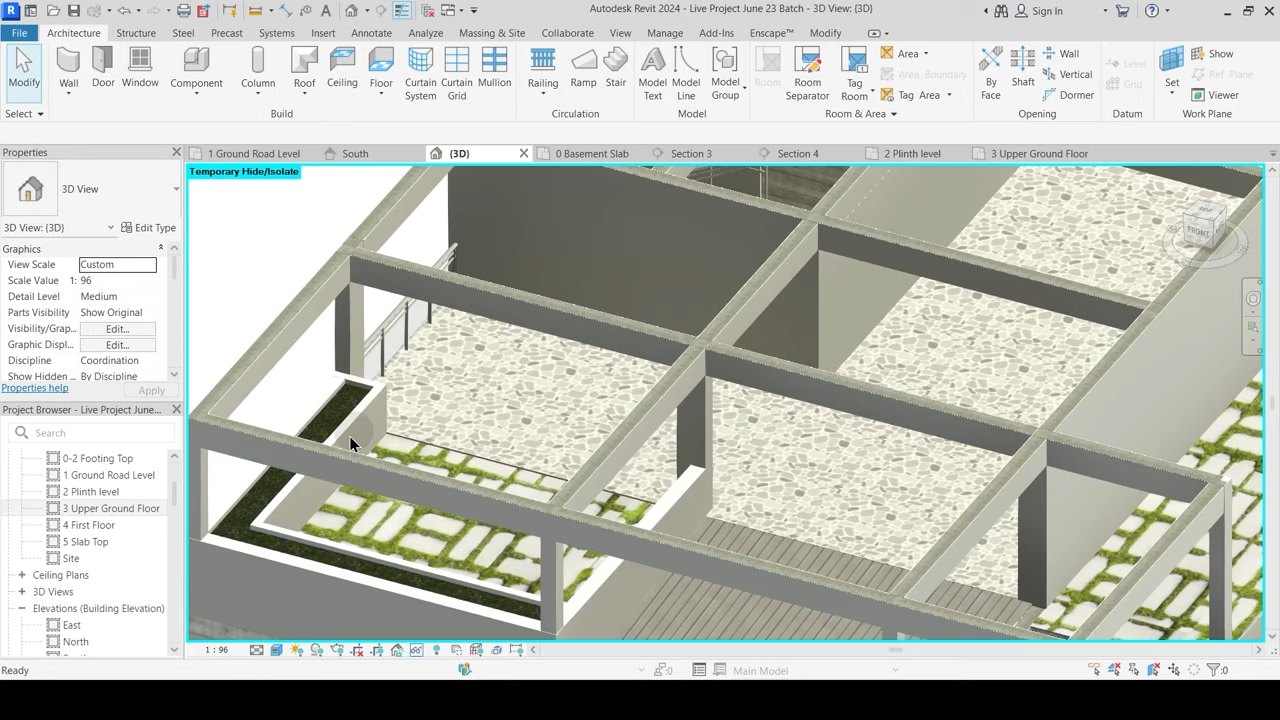 Autodesk Revit 2024 - Live Project June 23 Batch - 3D View: {3D}
Sign In
File Architecture Structure Steel Precast Systems Insert Annotate Analyze Massing & Site Collaborate View Manage Add-Ins Enscape™ Modify
Modify Wall Door Window Component Column Roof Ceiling Floor Curtain System Curtain Grid Mullion Railing Ramp Stair Model Text Model Line Model Group Room Room Separator Tag Room Area Area Boundary Tag Area By Face Shaft Wall Vertical Dormer Level Grid Set Show Ref Plane Viewer
Select Build Circulation Model Room & Area Opening Datum Work Plane
Properties
1 Ground Road Level South {3D} 0 Basement Slab Section 3 Section 4 2 Plinth level 3 Upper Ground Floor
Temporary Hide/Isolate
3D View
TOP
FRONT
3D View: {3D} Edit Type
Graphics
View Scale Custom
Scale Value 1: 96
Detail Level Medium
Parts Visibility Show Original
Visibility/Grap... Edit...
Graphic Displ... Edit...
Discipline Coordination
Show Hidden ... By Discipline
Properties help Apply
Project Browser - Live Project June...
Search
0-2 Footing Top
1 Ground Road Level
2 Plinth level
3 Upper Ground Floor
4 First Floor
5 Slab Top
Site
Ceiling Plans
3D Views
Elevations (Building Elevation)
East
North
1 : 96
Ready
:0 Main Model :0